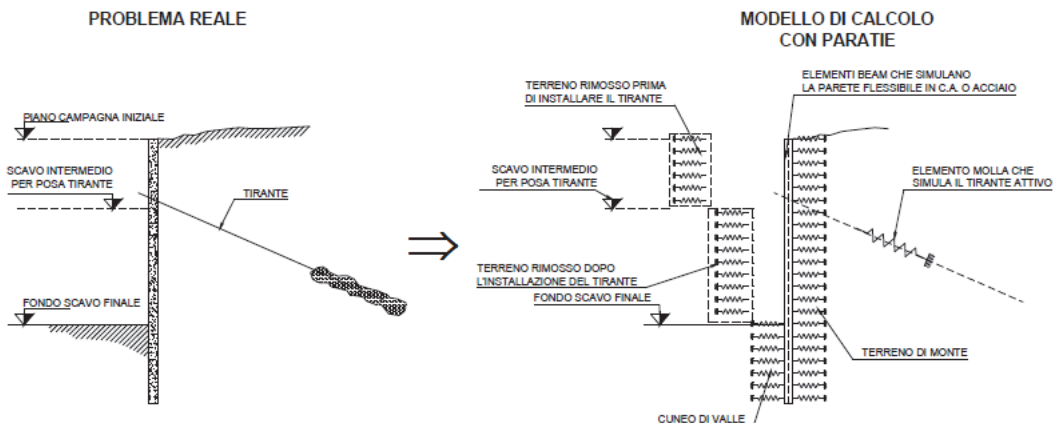 PROBLEMA REALE
PIANO CAMPAGNA INIZIALE
SCAVO INTERMEDIO
PER POSA TIRANTE
TIRANTE
FONDO SCAVO FINALE
MODELLO DI CALCOLO
CON PARATIE
TERRENO RIMOSSO PRIMA
DI INSTALLARE IL TIRANTE
ELEMENTI BEAM CHE SIMULANO
LA PARETE FLESSIBILE IN C.A. O ACCIAIO
SCAVO INTERMEDIO
PER POSA TIRANTE
ELEMENTO MOLLA CHE
SIMULA IL TIRANTE ATTIVO
TERRENO RIMOSSO DOPO
L'INSTALLAZIONE DEL TIRANTE
FONDO SCAVO FINALE
TERRENO DI MONTE
CUNEO DI VALLE